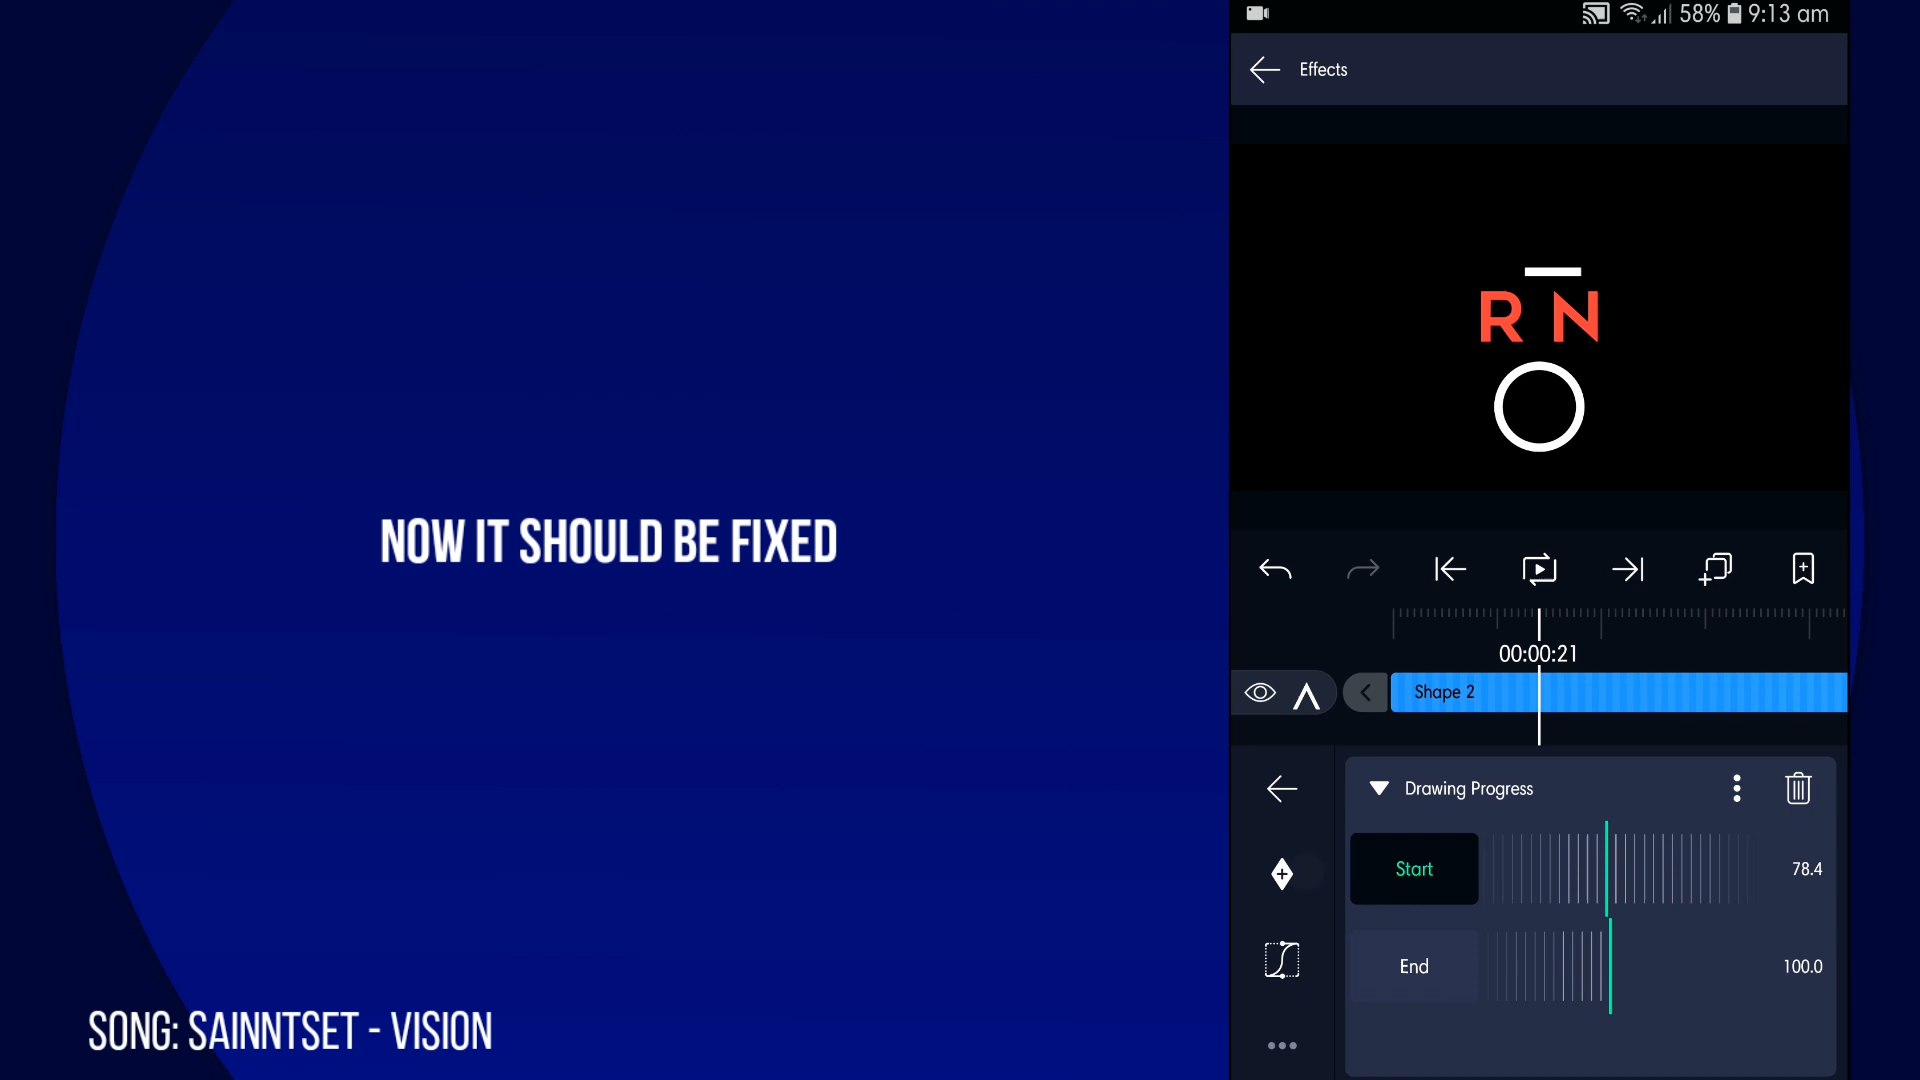 58% 9:13 am
Effects
R N
NOW IT SHOULD BE FIXED
00:00:21
Shape 2
Drawing Progress
Start 78.4
End 100.0
SONG: SAINNTSET - VISION